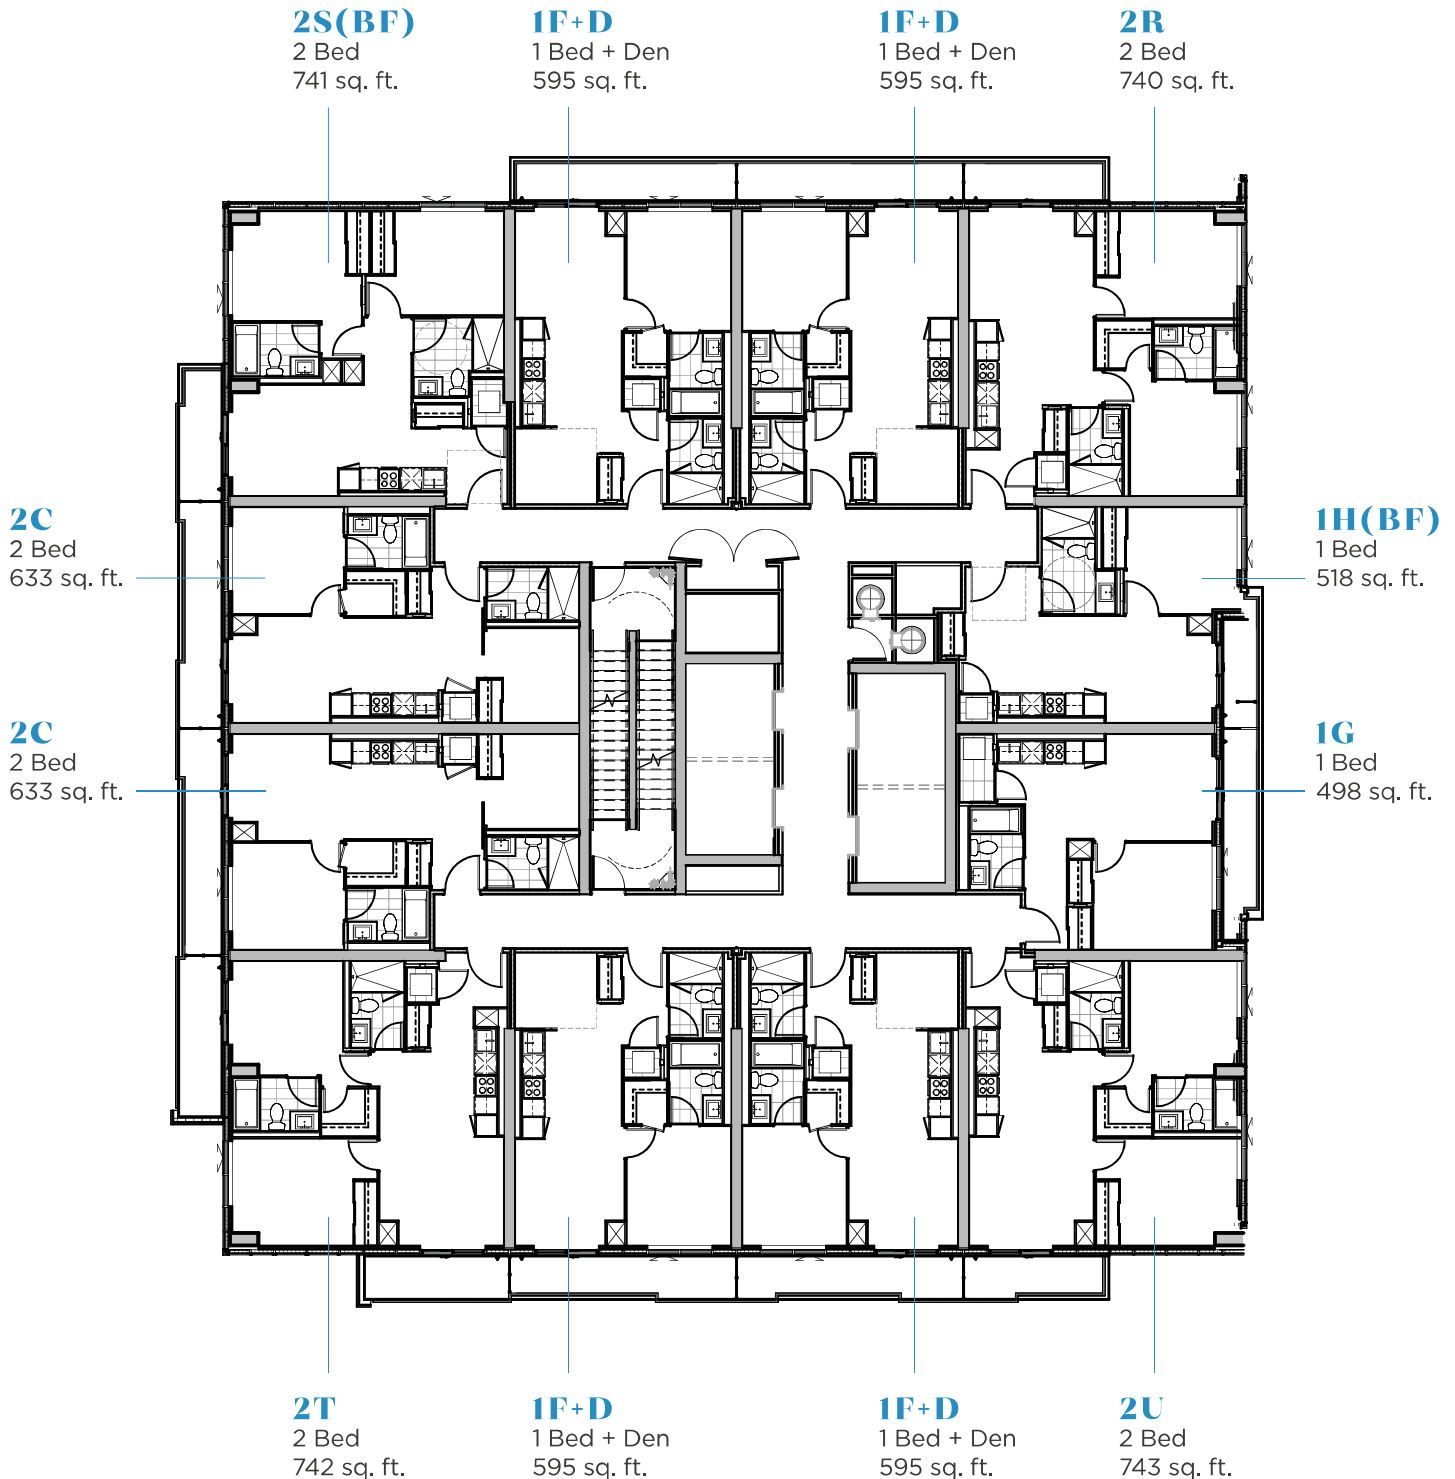 2S(BF)
2 Bed
741 sq. ft.
1F+D
1 Bed + Den
595 sq. ft.
1F+D
1 Bed + Den
595 sq. ft.
2R
2 Bed
740 sq. ft.
2C
2 Bed
633 sq. ft.
1H(BF)
1 Bed
518 sq. ft.
2C
2 Bed
633 sq. ft.
1G
1 Bed
498 sq. ft.
2T
2 Bed
742 sq. ft.
1F+D
1 Bed + Den
595 sq. ft.
1F+D
1 Bed + Den
595 sq. ft.
2U
2 Bed
743 sq. ft.